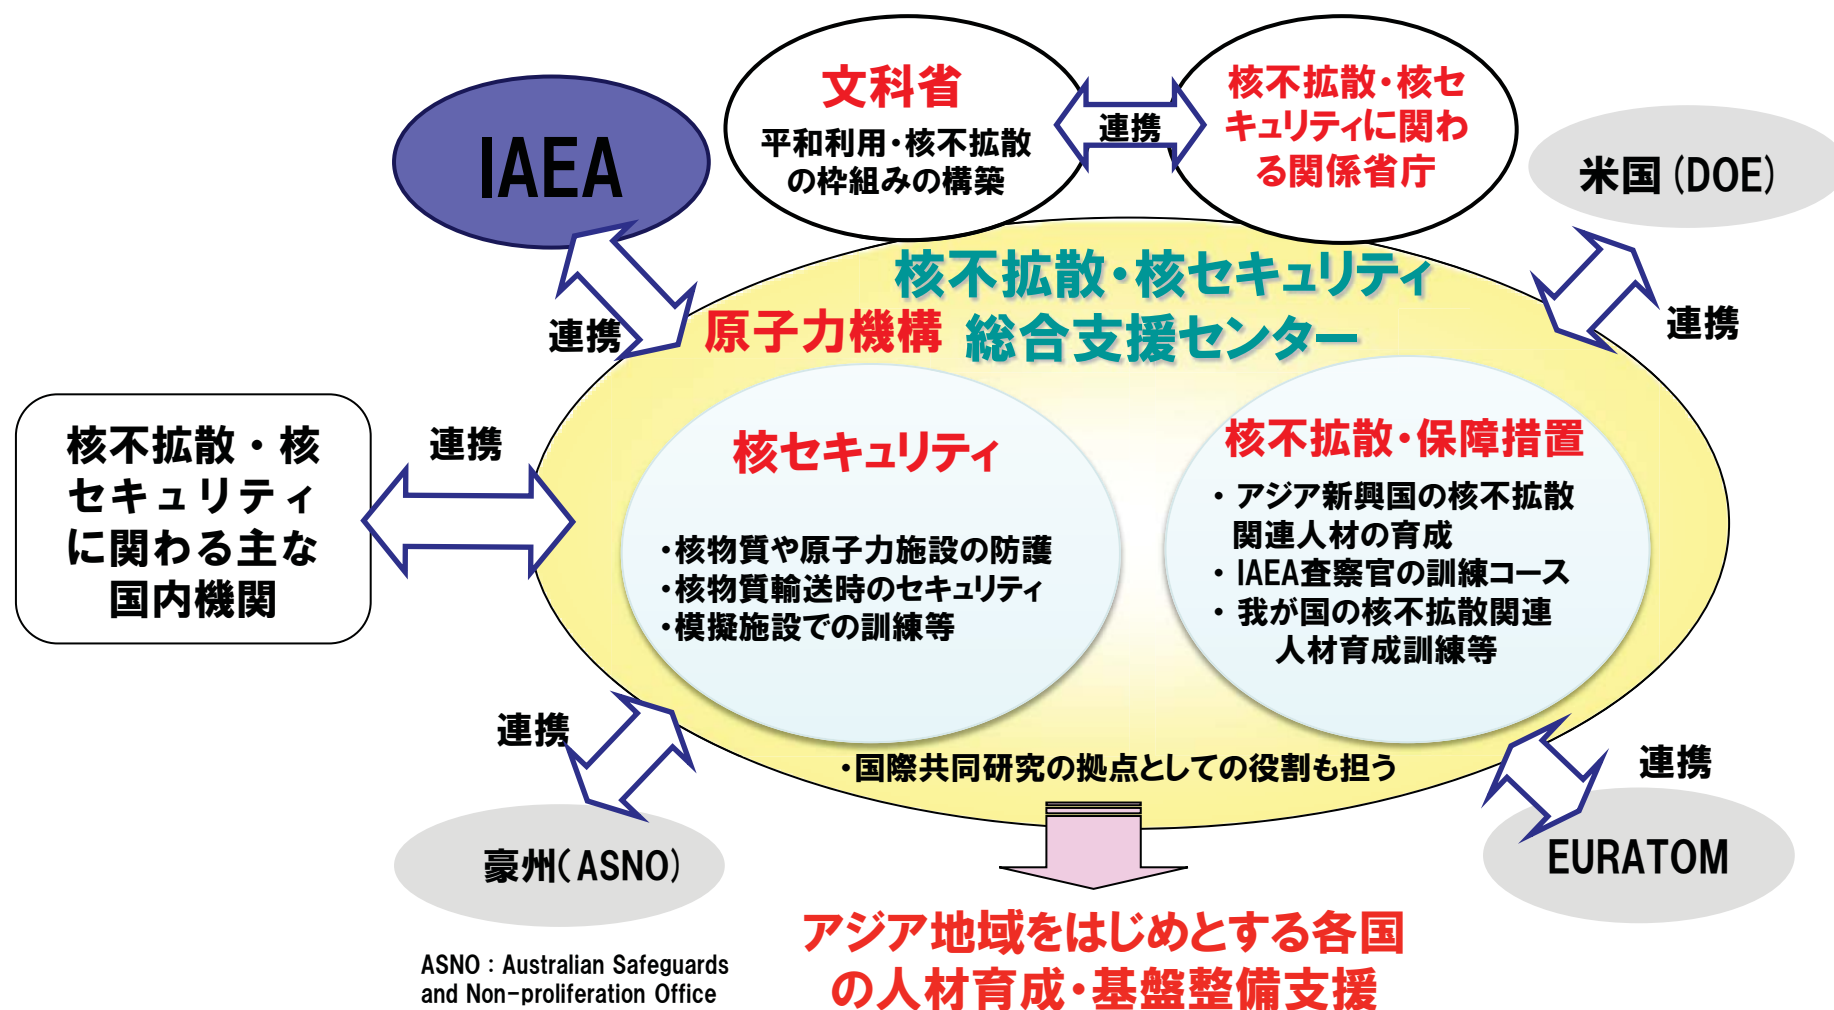 文科省
平和利用・核不拡散
の枠組みの構築
連携
核不拡散・核セ
キュリティに関わ
る関係省庁
IAEA
米国(DOE)
核不拡散・核セキュリティ
総合支援センター
原子力機構
連携
連携
核不拡散・核
セキュリティ
に関わる主な
国内機関
連携
核セキュリティ
・核物質や原子力施設の防護
・核物質輸送時のセキュリティ
・模擬施設での訓練等
核不拡散・保障措置
・アジア新興国の核不拡散
関連人材の育成
・IAEA査察官の訓練コース
・我が国の核不拡散関連
人材育成訓練等
連携
・国際共同研究の拠点としての役割も担う
連携
豪州(ASNO)
EURATOM
アジア地域をはじめとする各国
の人材育成・基盤整備支援
ASNO：Australian Safeguards
and Non-proliferation Office